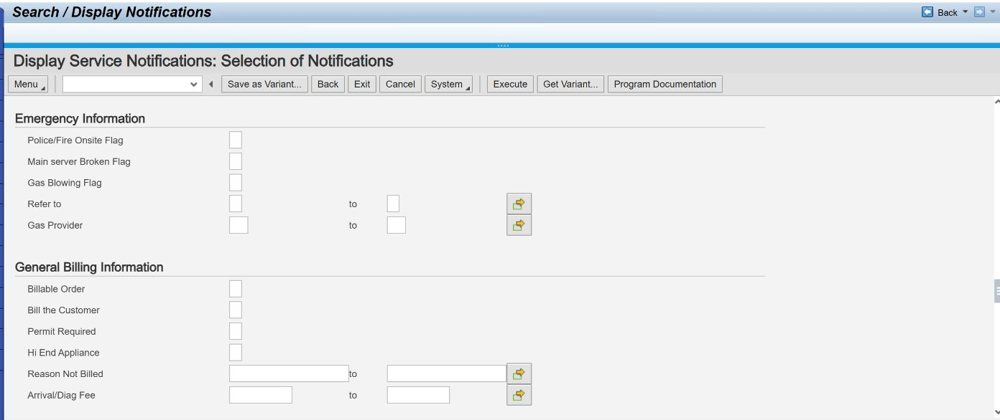 Search / Display Notifications Back
Display Service Notifications: Selection of Notifications
Menu Save as Variant... Back Exit Cancel System Execute Get Variant... Program Documentation
Emergency Information
Police/Fire Onsite Flag
Main server Broken Flag
Gas Blowing Flag
Refer to to
Gas Provider to
General Billing Information
Billable Order
Bill the Customer
Permit Required
Hi End Appliance
Reason Not Billed to
Arrival/Diag Fee to